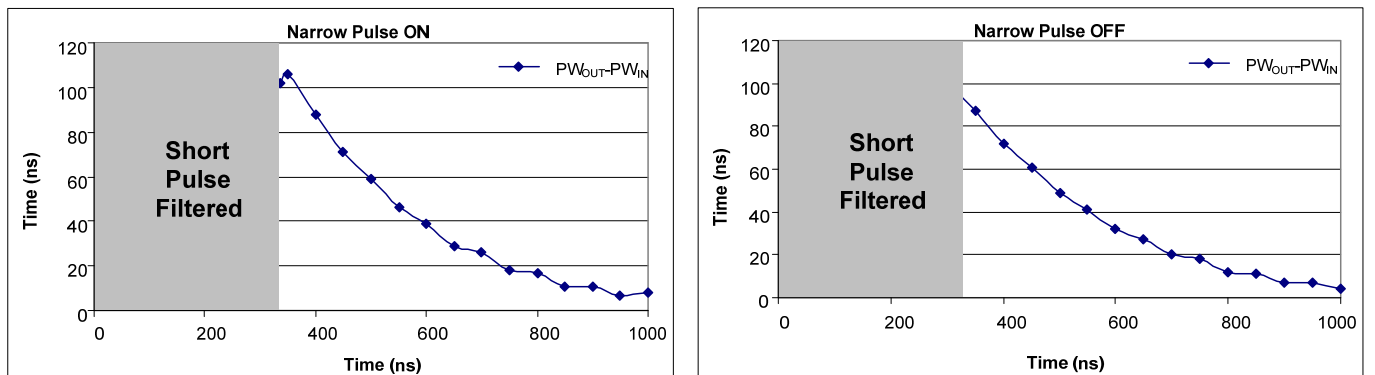 Narrow Pulse ON
120
100
80
60
40
20
0
Time (ns)
PWOUT-PWIN
Short
Pulse
Filtered
0 200 400 600 800 1000
Time (ns)
Narrow Pulse OFF
120
100
80
60
40
20
0
Time (ns)
PWOUT-PWIN
Short
Pulse
Filtered
0 200 400 600 800 1000
Time (ns)